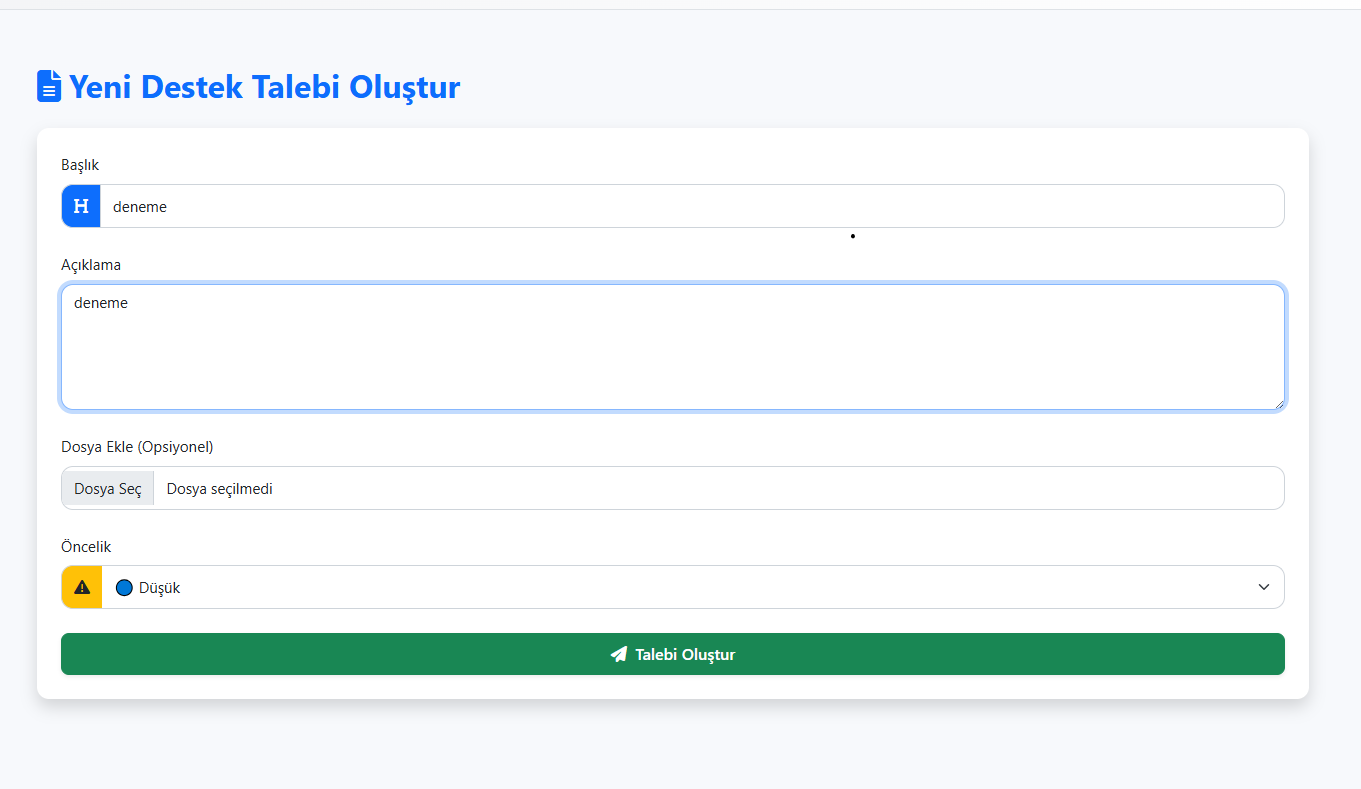 Yeni Destek Talebi Oluştur
Başlık
H deneme
Açıklama
deneme
Dosya Ekle (Opsiyonel)
Dosya Seç Dosya seçilmedi
Öncelik
Düşük
Talebi Oluştur